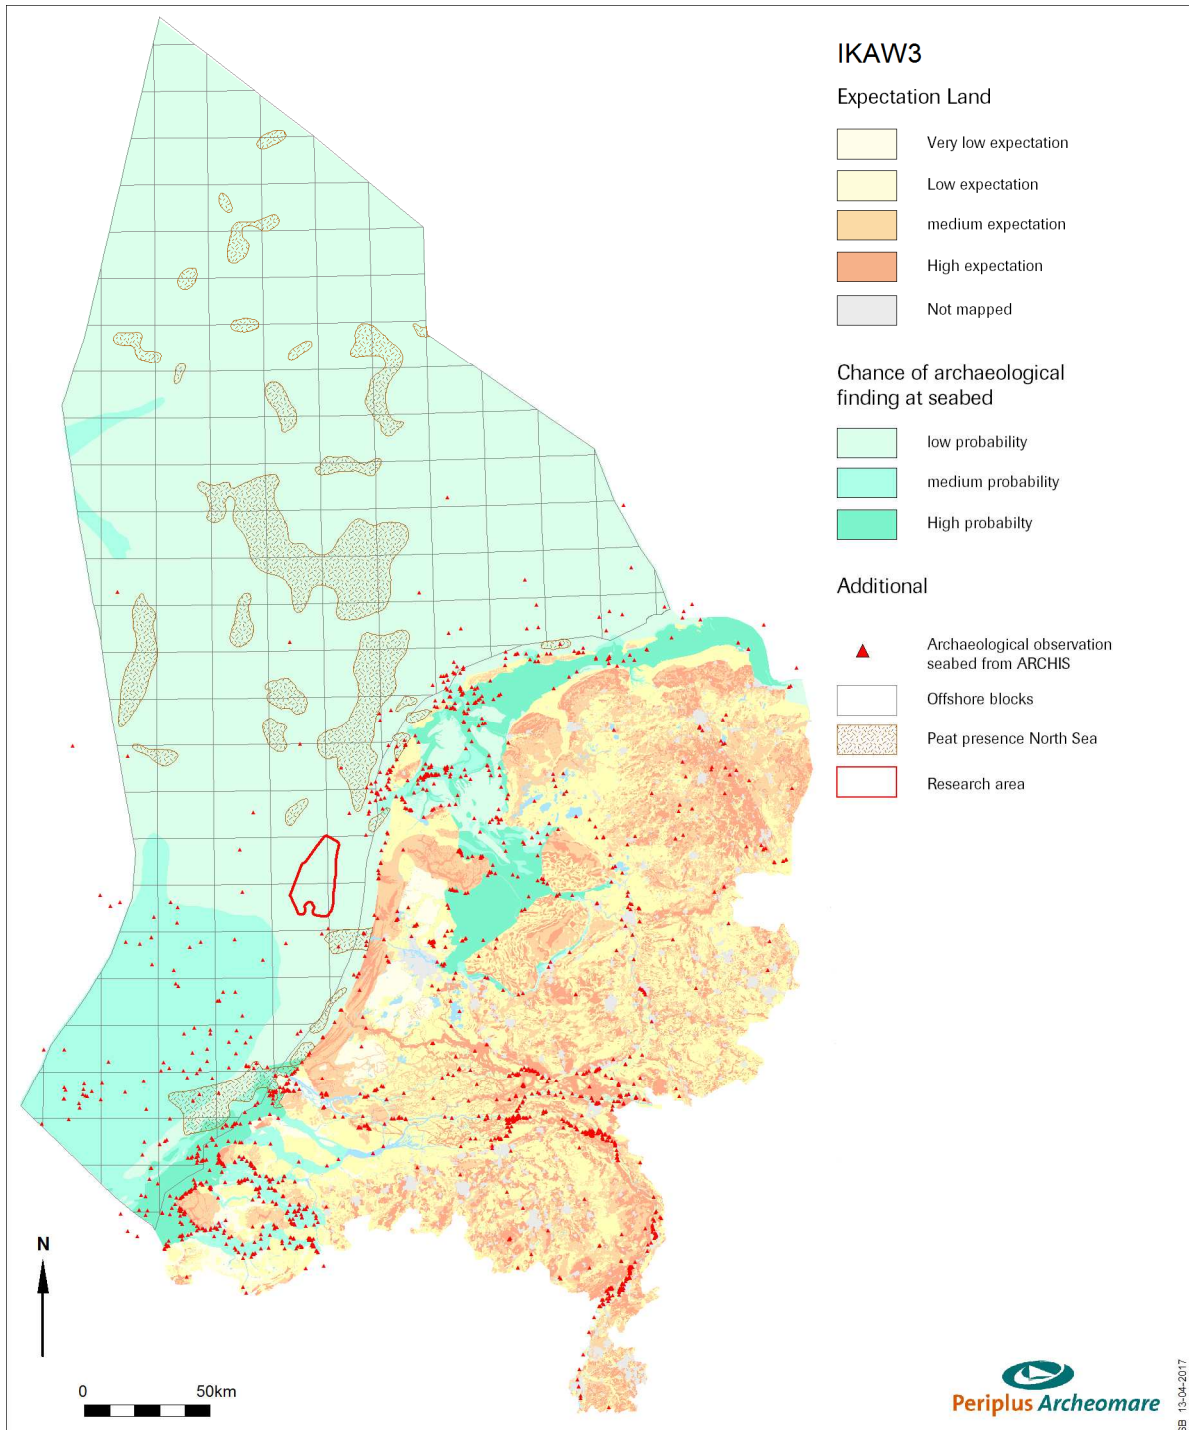 IKAW3
Expectation Land
Very low expectation
Low expectation
medium expectation
High expectation
Not mapped
Chance of archaeological
finding at seabed
low probability
medium probability
High probabilty
Additional
Archaeological observation
seabed from ARCHIS
Offshore blocks
Peat presence North Sea
Research area
N
0 50km
Periplus Archeomare
SB 13-04-2017